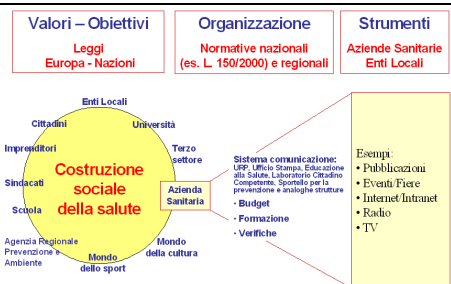 Valori – Obiettivi
Leggi
Europa - Nazioni
Organizzazione
Normative nazionali
(es. L. 150/2000) e regionali
Strumenti
Aziende Sanitarie
Enti Locali
Enti Locali
Cittadini
Università
Imprenditori
Terzo
settore
Costruzione
sociale
della salute
Sindacati
Azienda
Sanitaria
Scuola
Agenzia Regionale
Prevenzione e
Ambiente
Mondo
dello sport
Mondo
della cultura
Sistema comunicazione:
URP, Ufficio Stampa, Educazione
alla Salute, Laboratorio Cittadino
Competente, Sportello per la
prevenzione e analoghe strutture
• Budget
• Formazione
• Verifiche
Esempi:
• Pubblicazioni
• Eventi/Fiere
• Internet/Intranet
• Radio
• TV